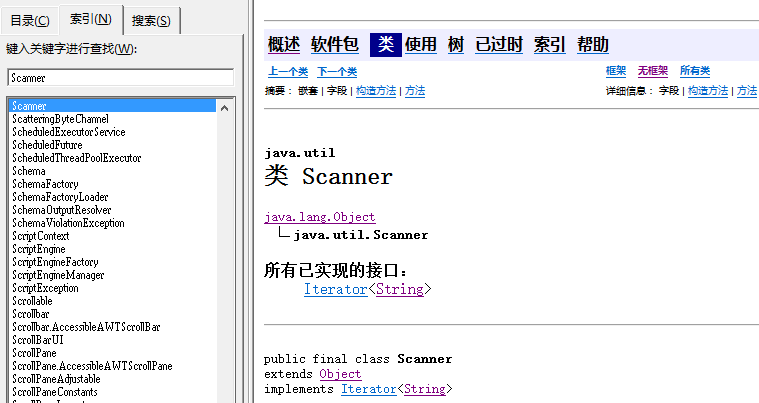 目录(C) 索引(N) 搜索(S)
键入关键字进行查找(W):
Scanner
Scanner
ScatteringByteChannel
ScheduledExecutorService
ScheduledFuture
ScheduledThreadPoolExecutor
Schema
SchemaFactory
SchemaFactoryLoader
SchemaOutputResolver
SchemaViolationException
ScriptContext
ScriptEngine
ScriptEngineFactory
ScriptEngineManager
ScriptException
Scrollable
Scrollbar
Scrollbar.AccessibleAWTScrollBar
ScrollBarUI
ScrollPane
ScrollPane.AccessibleAWTScrollPane
ScrollPaneAdjustable
ScrollPaneConstants
概述 软件包 类 使用 树 已过时 索引 帮助
上一个类 下一个类 框架 无框架 所有类
摘要： 嵌套 | 字段 | 构造方法 | 方法 详细信息： 字段 | 构造方法 | 方法
java.util
类 Scanner
java.lang.Object
java.util.Scanner
所有已实现的接口：
Iterator<String>
public final class Scanner
extends Object
implements Iterator<String>